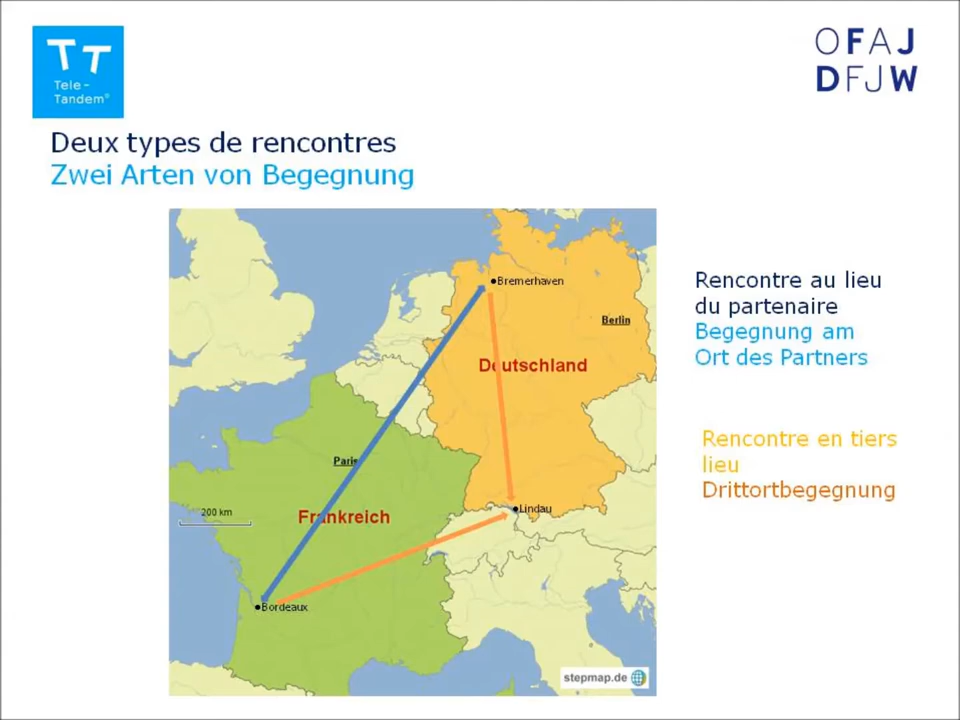 TT
Tele-
Tandem®
OFAJ
DFJW
Deux types de rencontres
Zwei Arten von Begegnung
Bremerhaven
Berlin
Deutschland
Paris
200 km
Frankreich
Lindau
Bordeaux
stepmap.de
Rencontre au lieu
du partenaire
Begegnung am
Ort des Partners
Rencontre en tiers
lieu
Drittortbegegnung